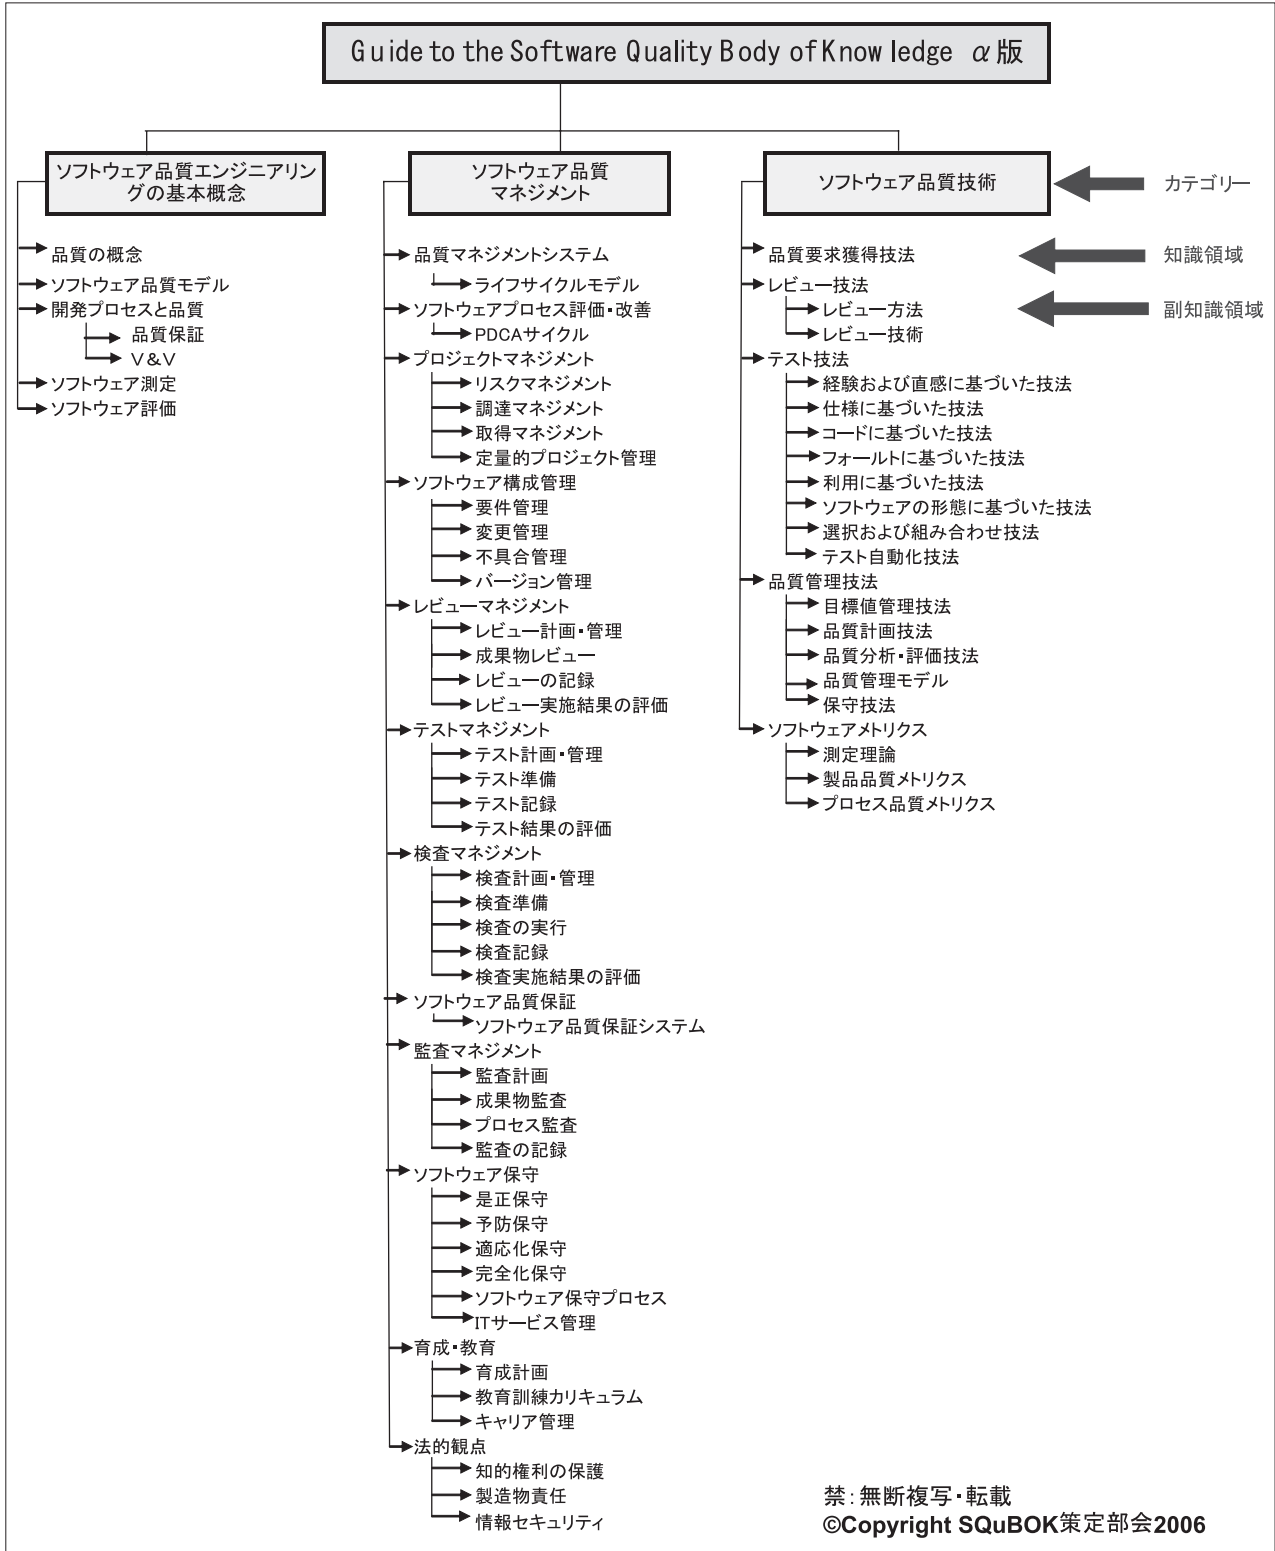 Guide to the Software Quality Body of Knowledge α版
ソフトウェア品質エンジニアリン
グの基本概念
品質の概念
ソフトウェア品質モデル
開発プロセスと品質
品質保証
V&V
ソフトウェア測定
ソフトウェア評価
ソフトウェア品質
マネジメント
品質マネジメントシステム
ライフサイクルモデル
ソフトウェアプロセス評価・改善
PDCAサイクル
プロジェクトマネジメント
リスクマネジメント
調達マネジメント
取得マネジメント
定量的プロジェクト管理
ソフトウェア構成管理
要件管理
変更管理
不具合管理
バージョン管理
レビューマネジメント
レビュー計画・管理
成果物レビュー
レビューの記録
レビュー実施結果の評価
テストマネジメント
テスト計画・管理
テスト準備
テスト記録
テスト結果の評価
検査マネジメント
検査計画・管理
検査準備
検査の実行
検査記録
検査実施結果の評価
ソフトウェア品質保証
ソフトウェア品質保証システム
監査マネジメント
監査計画
成果物監査
プロセス監査
監査の記録
ソフトウェア保守
是正保守
予防保守
適応化保守
完全化保守
ソフトウェア保守プロセス
ITサービス管理
育成・教育
育成計画
教育訓練カリキュラム
キャリア管理
法的観点
知的権利の保護
製造物責任
情報セキュリティ
ソフトウェア品質技術
品質要求獲得技法
レビュー技法
レビュー方法
レビュー技術
テスト技法
経験および直感に基づいた技法
仕様に基づいた技法
コードに基づいた技法
フォールトに基づいた技法
利用に基づいた技法
ソフトウェアの形態に基づいた技法
選択および組み合わせ技法
テスト自動化技法
品質管理技法
目標値管理技法
品質計画技法
品質分析・評価技法
品質管理モデル
保守技法
ソフトウェアメトリクス
測定理論
製品品質メトリクス
プロセス品質メトリクス
カテゴリー
知識領域
副知識領域
禁：無断複写・転載
©Copyright SQuBOK策定部会2006